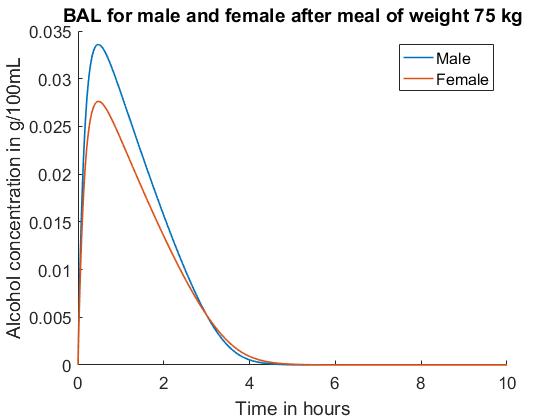 BAL for male and female after meal of weight 75 kg
Male
Female
Alcohol concentration in g/100mL
0.035
0.03
0.025
0.02
0.015
0.01
0.005
0
0 2 4 6 8 10
Time in hours